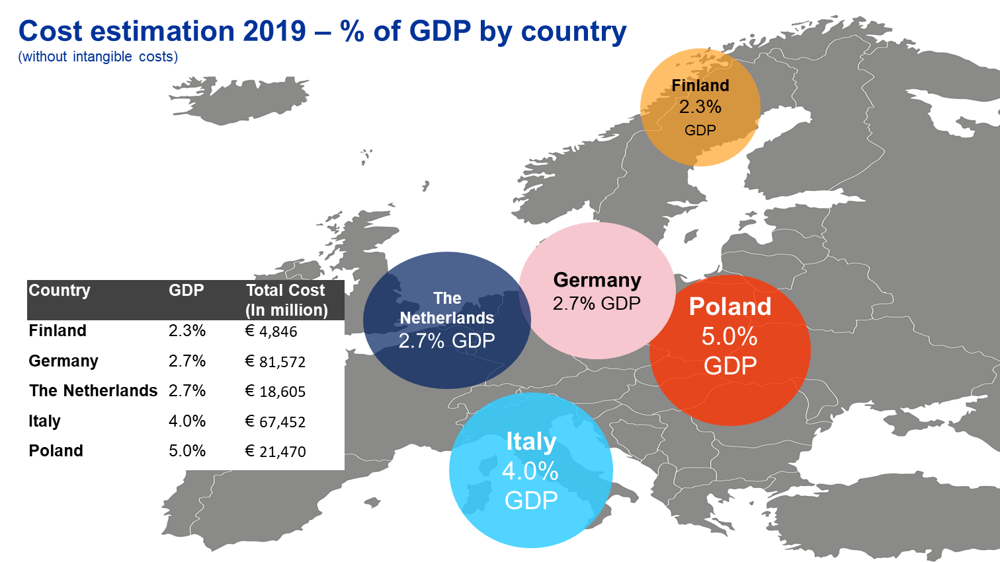 Cost estimation 2019 – % of GDP by country
(without intangible costs)
Finland
2.3%
GDP
Germany
2.7% GDP
The
Netherlands
2.7% GDP
Poland
5.0%
GDP
Italy
4.0%
GDP
Country GDP Total Cost
(In million)
Finland 2.3% € 4,846
Germany 2.7% € 81,572
The Netherlands 2.7% € 18,605
Italy 4.0% € 67,452
Poland 5.0% € 21,470